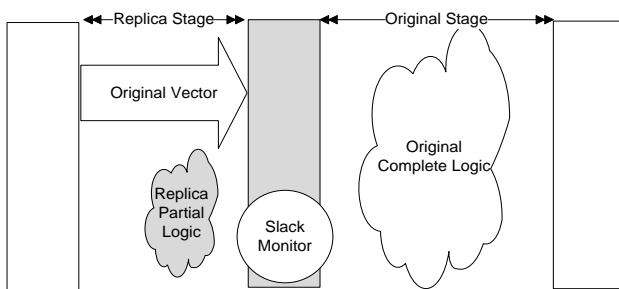 Replica Stage
Original Stage
Original Vector
Original
Complete Logic
Replica
Partial
Logic
Slack
Monitor